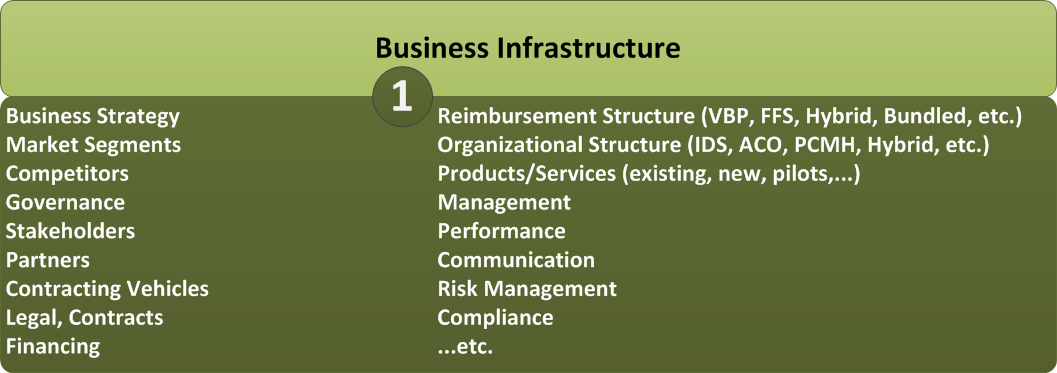 Business Infrastructure
1
Business Strategy
Market Segments
Competitors
Governance
Stakeholders
Partners
Contracting Vehicles
Legal, Contracts
Financing
Reimbursement Structure (VBP, FFS, Hybrid, Bundled, etc.)
Organizational Structure (IDS, ACO, PCMH, Hybrid, etc.)
Products/Services (existing, new, pilots,...)
Management
Performance
Communication
Risk Management
Compliance
...etc.